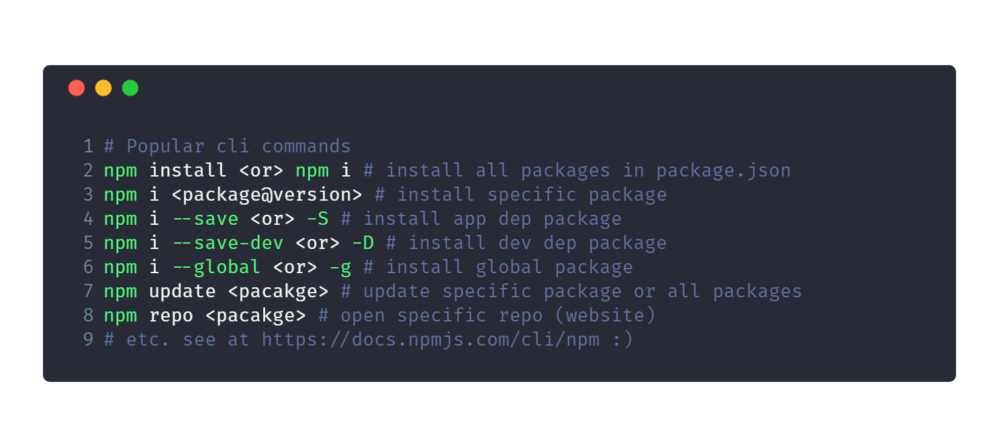 1 # Popular cli commands
2 npm install <or> npm i # install all packages in package.json
3 npm i <package@version> # install specific package
4 npm i --save <or> -S # install app dep package
5 npm i --save-dev <or> -D # install dev dep package
6 npm i --global <or> -g # install global package
7 npm update <pacakge> # update specific package or all packages
8 npm repo <pacakge> # open specific repo (website)
9 # etc. see at https://docs.npmjs.com/cli/npm :)